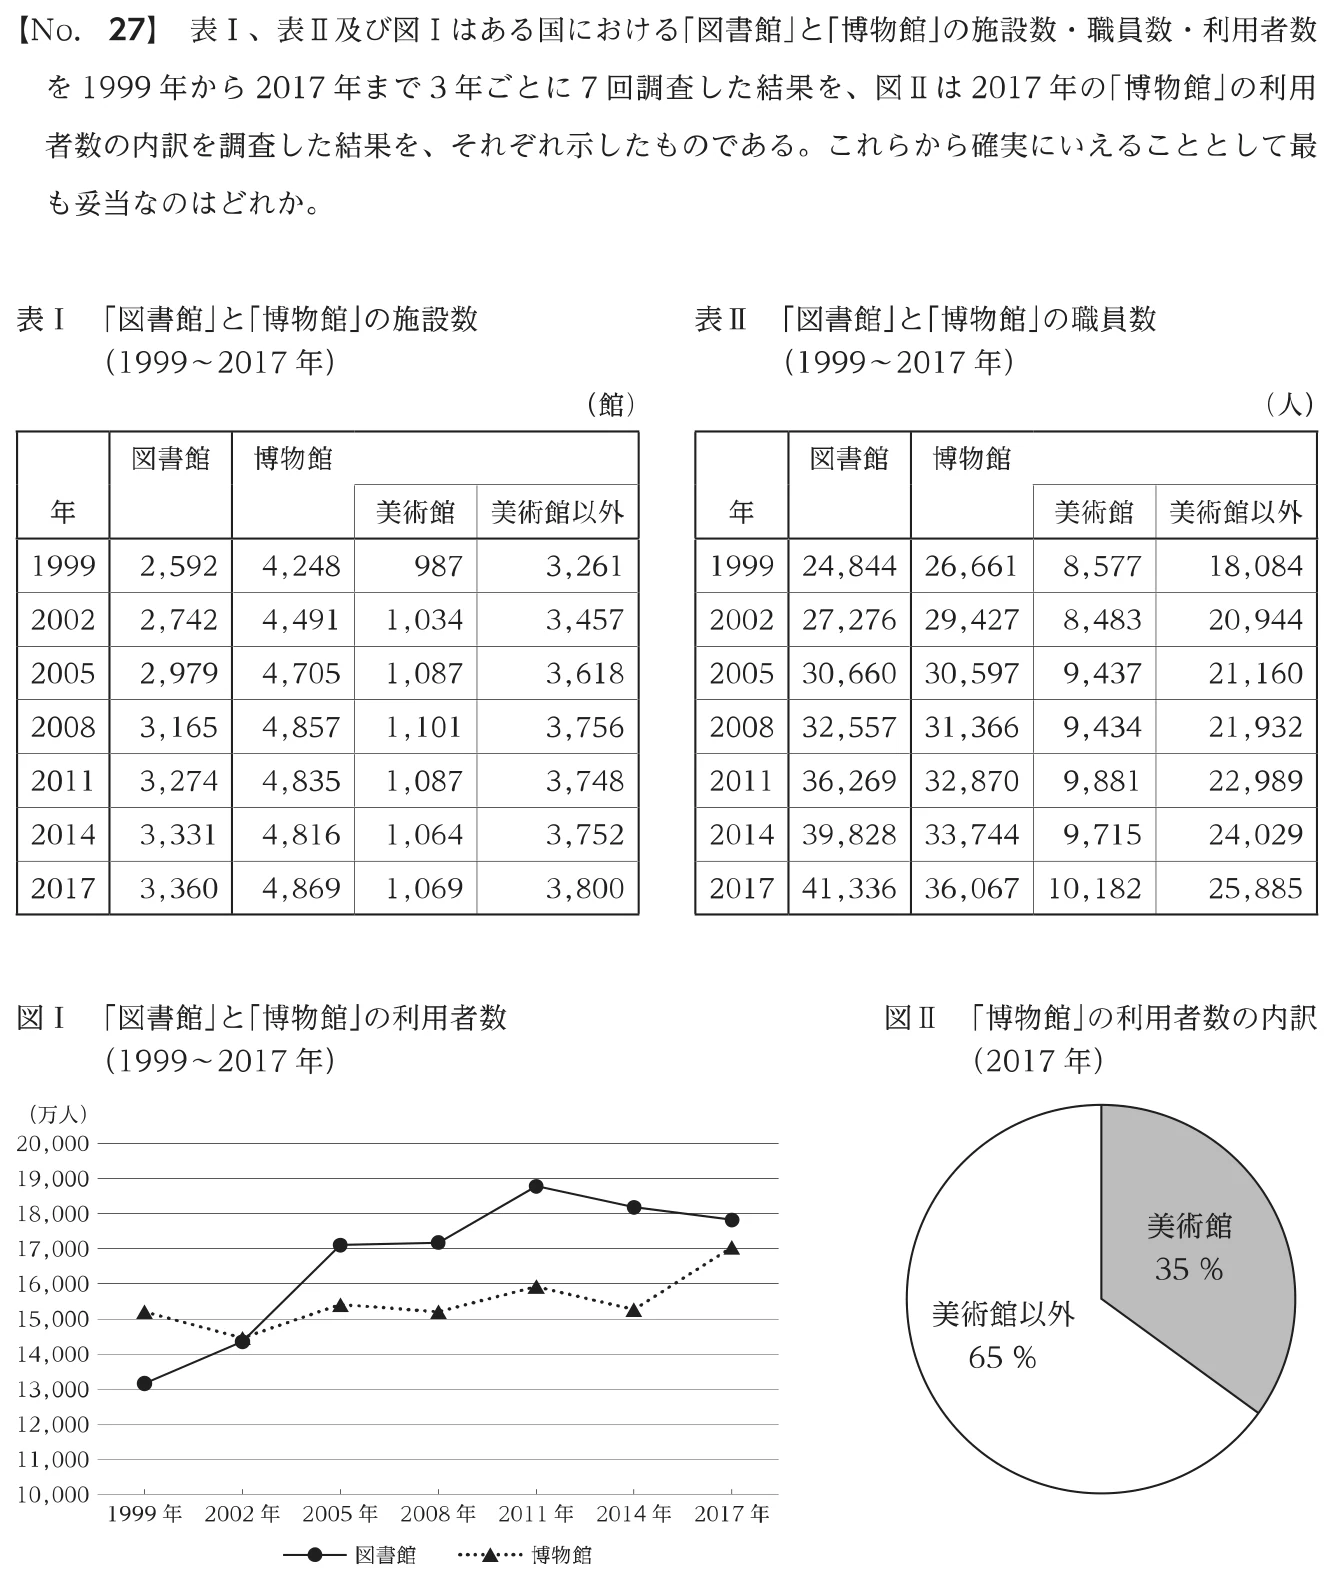 【No. 27】 表Ⅰ、表Ⅱ及び図Ⅰはある国における「図書館」と「博物館」の施設数・職員数・利用者数
を1999年から2017年まで3年ごとに7回調査した結果を、図Ⅱは2017年の「博物館」の利用
者数の内訳を調査した結果を、それぞれ示したものである。これらから確実にいえることとして最
も妥当なのはどれか。
表Ⅰ 「図書館」と「博物館」の施設数
(1999～2017年)
(館)
図書館 博物館
年 美術館 美術館以外
1999 2,592 4,248 987 3,261
2002 2,742 4,491 1,034 3,457
2005 2,979 4,705 1,087 3,618
2008 3,165 4,857 1,101 3,756
2011 3,274 4,835 1,087 3,748
2014 3,331 4,816 1,064 3,752
2017 3,360 4,869 1,069 3,800
表Ⅱ 「図書館」と「博物館」の職員数
(1999～2017年)
(人)
図書館 博物館
年 美術館 美術館以外
1999 24,844 26,661 8,577 18,084
2002 27,276 29,427 8,483 20,944
2005 30,660 30,597 9,437 21,160
2008 32,557 31,366 9,434 21,932
2011 36,269 32,870 9,881 22,989
2014 39,828 33,744 9,715 24,029
2017 41,336 36,067 10,182 25,885
図Ⅰ 「図書館」と「博物館」の利用者数
(1999～2017年)
(万人)
20,000
19,000
18,000
17,000
16,000
15,000
14,000
13,000
12,000
11,000
10,000
1999年 2002年 2005年 2008年 2011年 2014年 2017年
図書館 博物館
図Ⅱ 「博物館」の利用者数の内訳
(2017年)
美術館
35 %
美術館以外
65 %